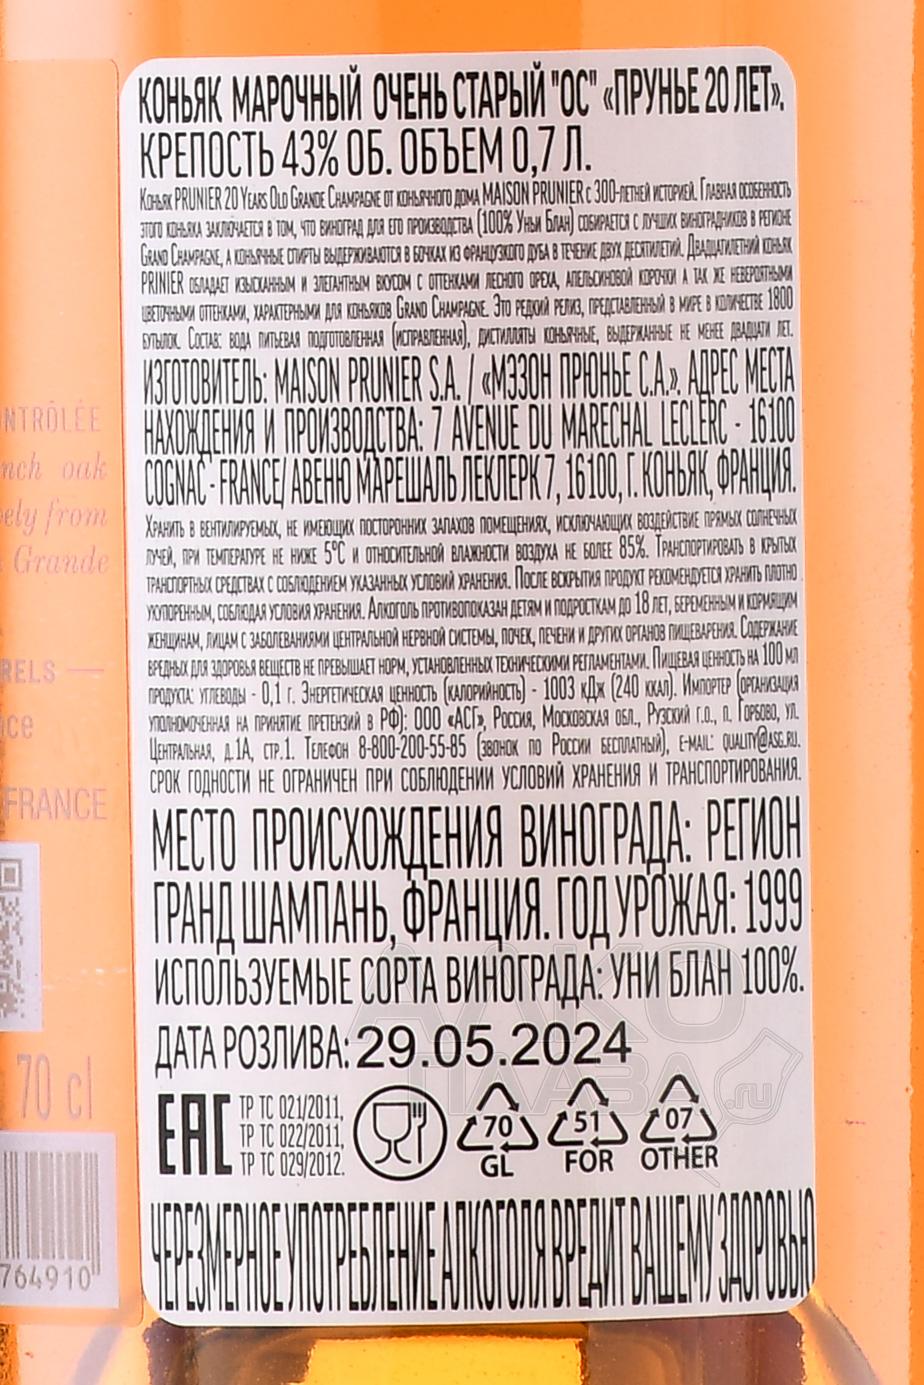 КОНЬЯК МАРОЧНЫЙ ОЧЕНЬ СТАРЫЙ "ОС" «ПРУНЬЕ 20 ЛЕТ».
КРЕПОСТЬ 43% ОБ. ОБЪЕМ 0,7 Л.
Коньяк PRUNIER 20 Years Old Grande Champagne от коньячного дома MAISON PRUNIER с 300-летней историей. Главная особенность
этого коньяка заключается в том, что виноград для его производства (100% Уньи Блан) собирается с лучших виноградников в регионе
Grand Champagne, а коньячные спирты выдерживаются в бочках из французкого дуба в течение двух десятилетий. Двадцатилетний коньяк
PRINIER обладает изысканным и элегантным вкусом с оттенками лесного ореха, апельсиновой корочки а так же невероятными
цветочными оттенками, характерными для коньяков Grand Champagne. Это редкий релиз, представленный в мире в количестве 1800
бутылок. Состав: вода питьевая подготовленная (исправленная), дистилляты коньячные, выдержанные не менее двадцати лет.
ИЗГОТОВИТЕЛЬ: MAISON PRUNIER S.A. / «МЭЗОН ПРЮНЬЕ С.А.». АДРЕС МЕСТА
НАХОЖДЕНИЯ И ПРОИЗВОДСТВА: 7 AVENUE DU MARECHAL LECLERC - 16100
COGNAC - FRANCE/ АВЕНЮ МАРЕШАЛЬ ЛЕКЛЕРК 7, 16100, Г. КОНЬЯК, ФРАНЦИЯ.
Хранить в вентилируемых, не имеющих посторонних запахов помещениях, исключающих воздействие прямых солнечных
лучей, при температуре не ниже 5°С и относительной влажности воздуха не более 85%. Транспортировать в крытых
транспортных средствах с соблюдением указанных условий хранения. После вскрытия продукт рекомендуется хранить плотно
укупоренным, соблюдая условия хранения. Алкоголь противопоказан детям и подросткам до 18 лет, беременным и кормящим
женщинам, лицам с заболеваниями центральной нервной системы, почек, печени и других органов пищеварения. Содержание
вредных для здоровья веществ не превышает норм, установленных техническими регламентами. Пищевая ценность на 100 мл
продукта: углеводы - 0,1 г. Энергетическая ценность (калорийность) - 1003 кДж (240 ккал). Импортер (организация
уполномоченная на принятие претензий в РФ): ООО «АСГ», Россия, Московская обл., Рузский г.о., п. Горбово, ул.
Центральная, д.1А, стр.1. Телефон 8-800-200-55-85 (звонок по России бесплатный), e-mail: quality@asg.ru.
СРОК ГОДНОСТИ НЕ ОГРАНИЧЕН ПРИ СОБЛЮДЕНИИ УСЛОВИЙ ХРАНЕНИЯ И ТРАНСПОРТИРОВАНИЯ.
МЕСТО ПРОИСХОЖДЕНИЯ ВИНОГРАДА: РЕГИОН
ГРАНД ШАМПАНЬ, ФРАНЦИЯ. ГОД УРОЖАЯ: 1999
ИСПОЛЬЗУЕМЫЕ СОРТА ВИНОГРАДА: УНИ БЛАН 100%.
ДАТА РОЗЛИВА: 29.05.2024
EAC
ТР ТС 021/2011,
ТР ТС 022/2011,
ТР ТС 029/2012.
70
GL
51
FOR
07
OTHER
ЧЕРЕЗМЕРНОЕ УПОТРЕБЛЕНИЕ АЛКОГОЛЯ ВРЕДИТ ВАШЕМУ ЗДОРОВЬЮ
NTRÔLÉE
nch oak
ely from
Grande
RELS —
ce
FRANCE
70 cl
764910
АЛКО
ПЛАЗА
.ru